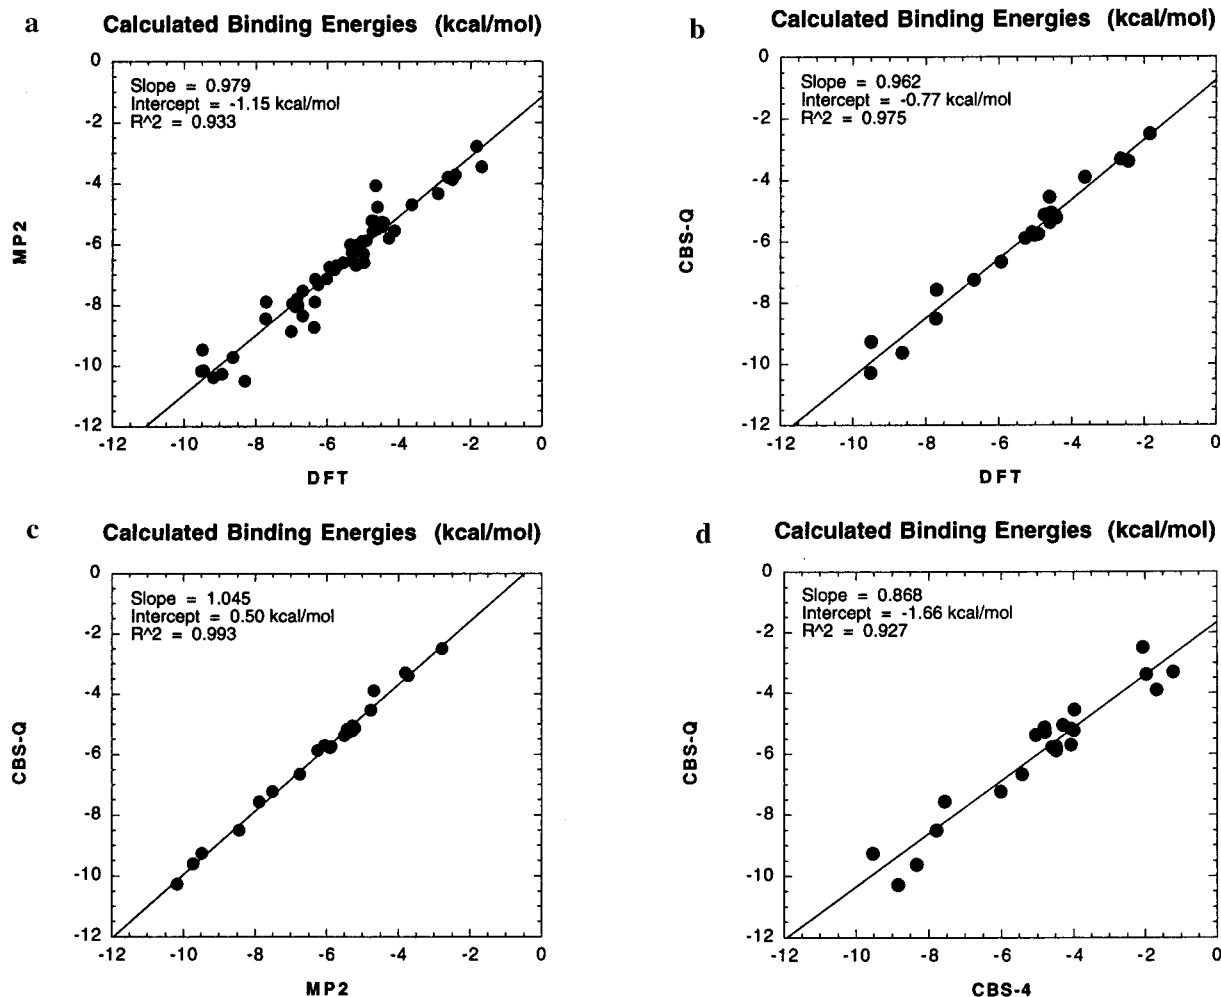 a
Calculated Binding Energies (kcal/mol)
Slope = 0.979
Intercept = -1.15 kcal/mol
R^2 = 0.933
0
-2
-4
-6
-8
-10
-12
MP2
-12 -10 -8 -6 -4 -2 0
DFT
b
Calculated Binding Energies (kcal/mol)
Slope = 0.962
Intercept = -0.77 kcal/mol
R^2 = 0.975
0
-2
-4
-6
-8
-10
-12
CBS-Q
-12 -10 -8 -6 -4 -2 0
DFT
c
Calculated Binding Energies (kcal/mol)
Slope = 1.045
Intercept = 0.50 kcal/mol
R^2 = 0.993
0
-2
-4
-6
-8
-10
-12
CBS-Q
-12 -10 -8 -6 -4 -2 0
MP2
d
Calculated Binding Energies (kcal/mol)
Slope = 0.868
Intercept = -1.66 kcal/mol
R^2 = 0.927
0
-2
-4
-6
-8
-10
-12
CBS-Q
-12 -10 -8 -6 -4 -2 0
CBS-4